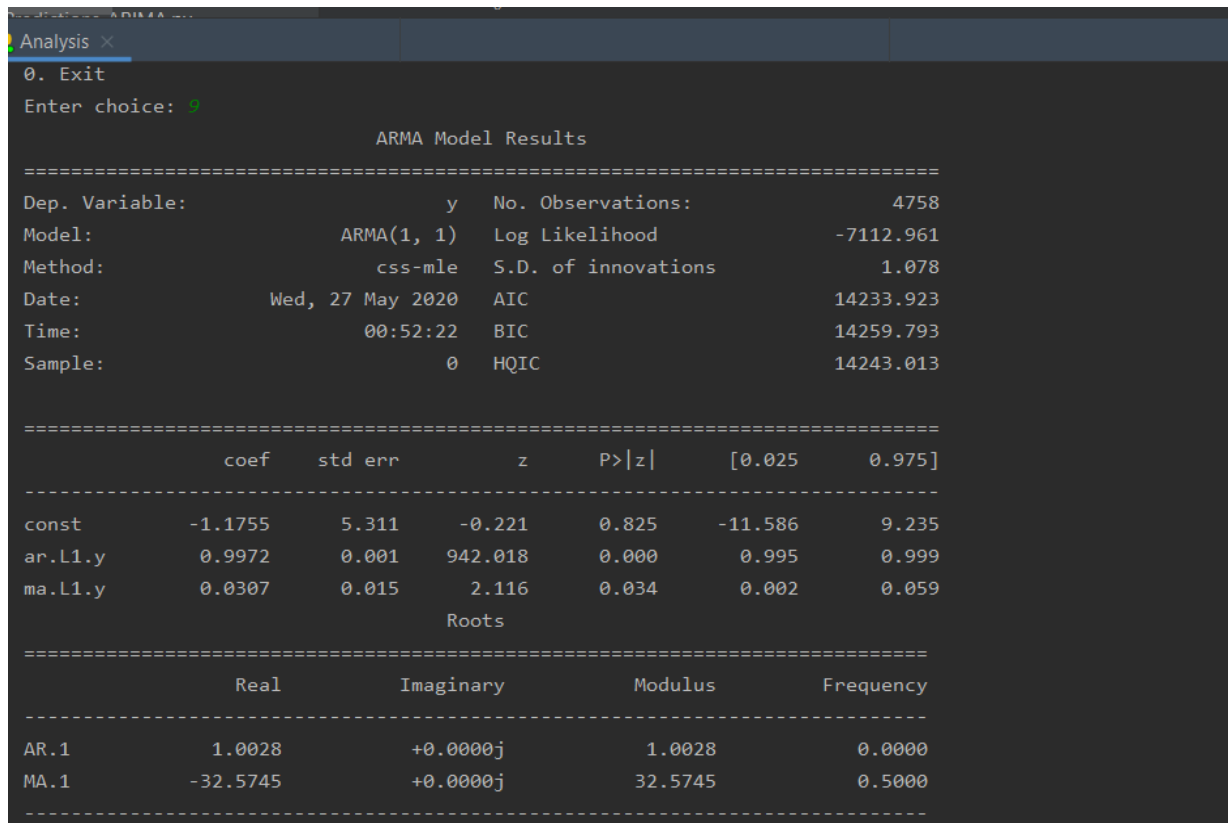 Predictions ARIMA.py
Analysis ×
0. Exit
Enter choice: 9
ARMA Model Results
==============================================================================
Dep. Variable: y No. Observations: 4758
Model: ARMA(1, 1) Log Likelihood -7112.961
Method: css-mle S.D. of innovations 1.078
Date: Wed, 27 May 2020 AIC 14233.923
Time: 00:52:22 BIC 14259.793
Sample: 0 HQIC 14243.013
==============================================================================
coef std err z P>|z| [0.025 0.975]
------------------------------------------------------------------------------
const -1.1755 5.311 -0.221 0.825 -11.586 9.235
ar.L1.y 0.9972 0.001 942.018 0.000 0.995 0.999
ma.L1.y 0.0307 0.015 2.116 0.034 0.002 0.059
Roots
=============================================================================
Real Imaginary Modulus Frequency
-----------------------------------------------------------------------------
AR.1 1.0028 +0.0000j 1.0028 0.0000
MA.1 -32.5745 +0.0000j 32.5745 0.5000
-----------------------------------------------------------------------------